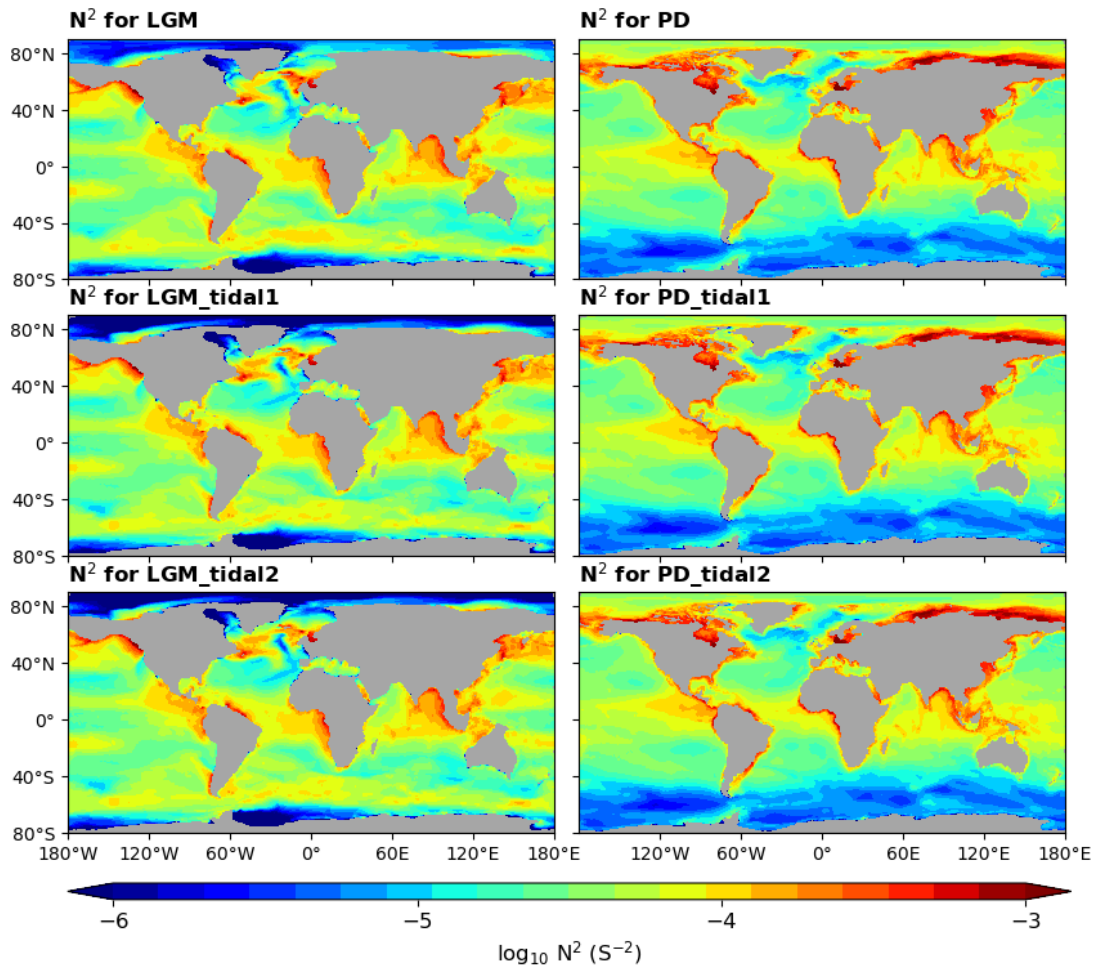 N² for LGM
N² for PD
80°N
40°N
0°
40°S
80°S
N² for LGM_tidal1
N² for PD_tidal1
80°N
40°N
0°
40°S
80°S
N² for LGM_tidal2
N² for PD_tidal2
80°N
40°N
0°
40°S
80°S
180°W 120°W 60°W 0° 60°E 120°E 180°E 120°W 60°W 0° 60°E 120°E 180°E
−6 −5 −4 −3
log₁₀ N² (S⁻²)